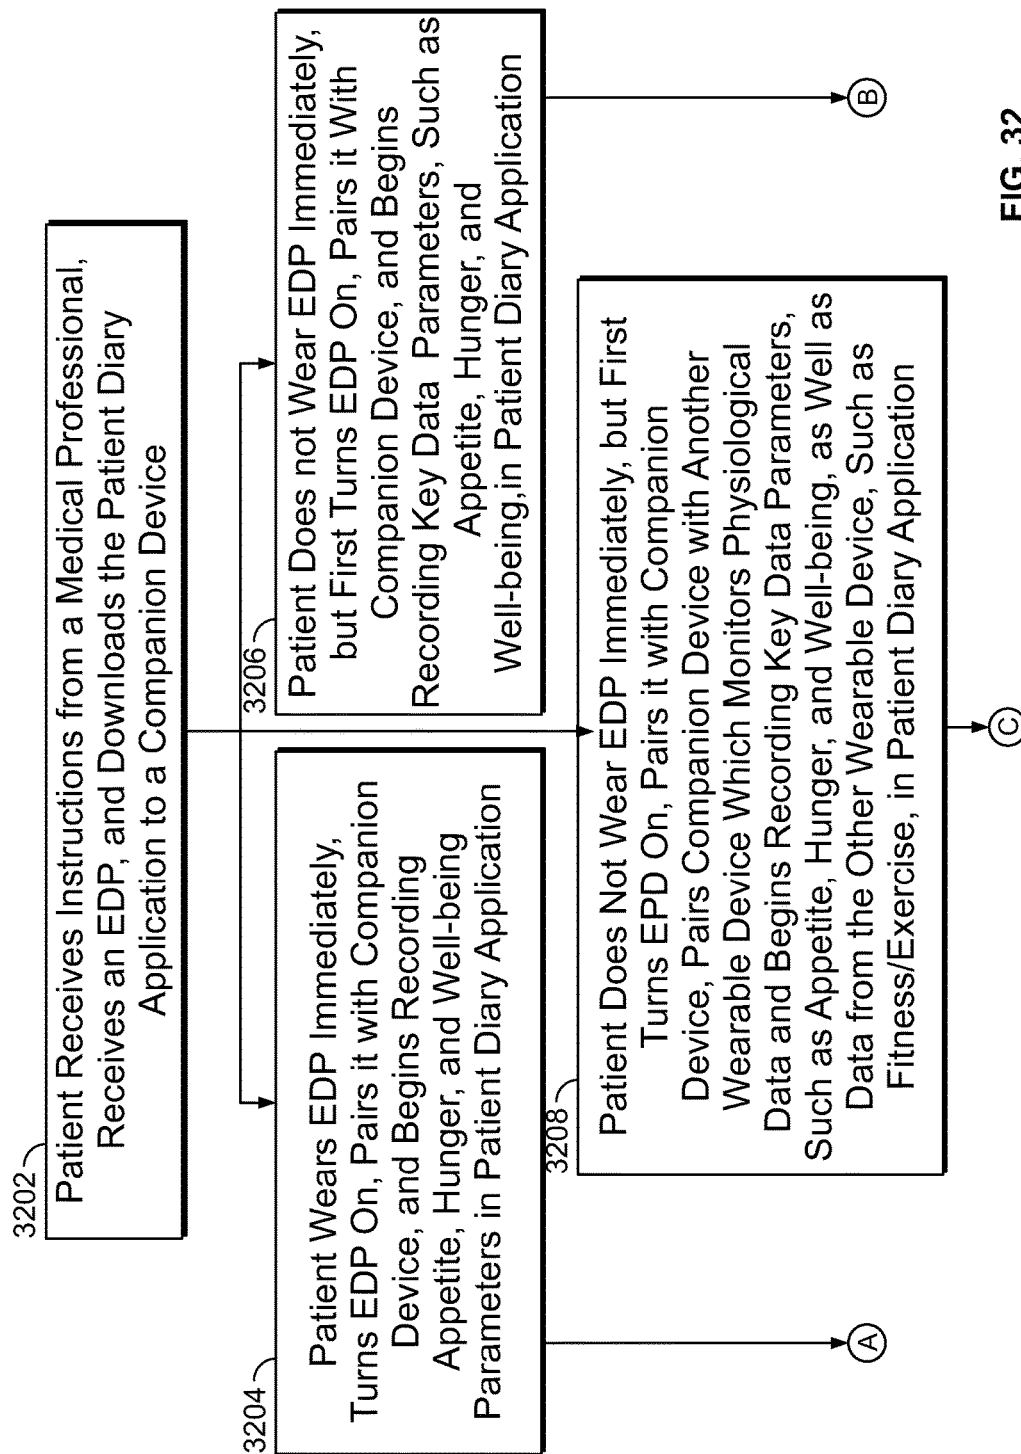 3202
Patient Receives Instructions from a Medical Professional,
Receives an EDP, and Downloads the Patient Diary
Application to a Companion Device
3204
Patient Wears EDP Immediately,
Turns EDP On, Pairs it with Companion
Device, and Begins Recording
Appetite, Hunger, and Well-being
Parameters in Patient Diary Application
3206
Patient Does not Wear EDP Immediately,
but First Turns EDP On, Pairs it With
Companion Device, and Begins
Recording Key Data Parameters, Such as
Appetite, Hunger, and
Well-being,in Patient Diary Application
3208
Patient Does Not Wear EDP Immediately, but First
Turns EPD On, Pairs it with Companion
Device, Pairs Companion Device with Another
Wearable Device Which Monitors Physiological
Data and Begins Recording Key Data Parameters,
Such as Appetite, Hunger, and Well-being, as Well as
Data from the Other Wearable Device, Such as
Fitness/Exercise, in Patient Diary Application
A
B
C
FIG. 32